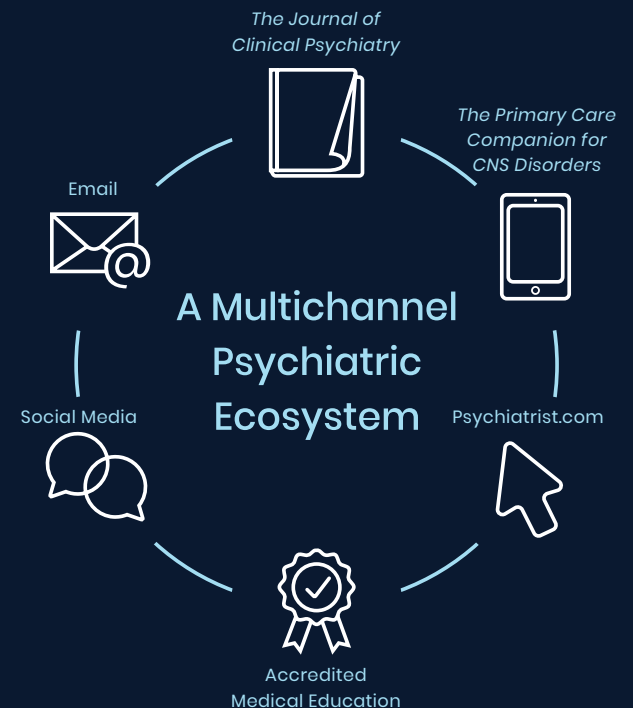 The Journal of
Clinical Psychiatry
The Primary Care
Companion for
CNS Disorders
Email
@
A Multichannel
Psychiatric
Ecosystem
Social Media
Psychiatrist.com
Accredited
Medical Education